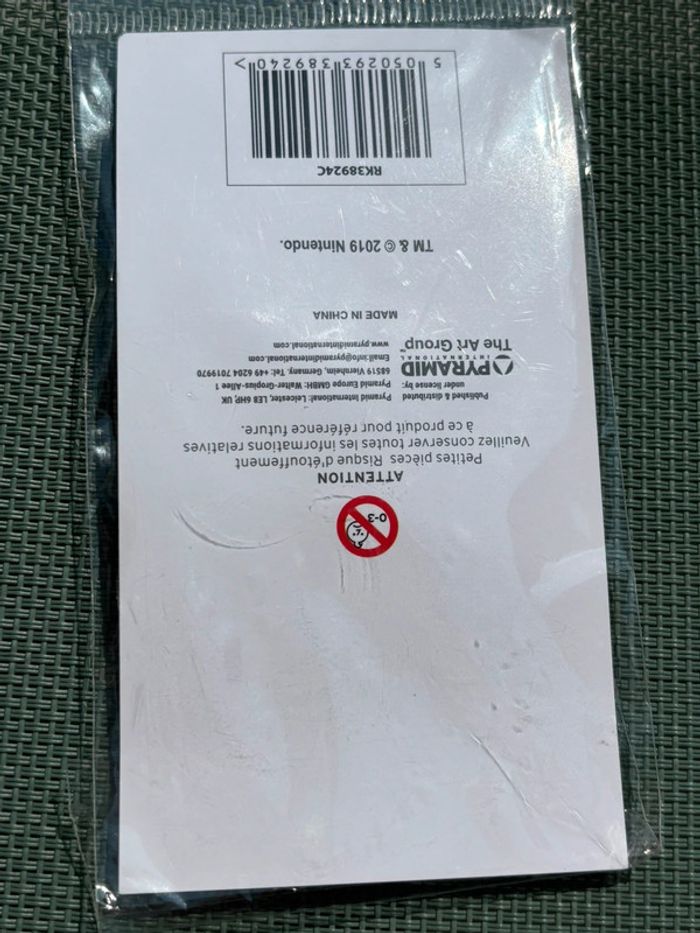 0-3
ATTENTION
Petites pièces Risque d'étouffement
Veuillez conserver toutes les informations relatives
à ce produit pour référence future.
Published & distributed
under license by:
PYRAMID
INTERNATIONAL
The Art Group™
Pyramid International: Leicester, LE8 6HP, UK
Pyramid Europe GMBH: Walter-Gropius-Allee 1
68519 Viernheim, Germany. Tel: +49 6204 7019970
Email:info@pyramidinternational.com
www.pyramidinternational.com
MADE IN CHINA
TM & © 2019 Nintendo.
RK38924C
5 050293 389240 >